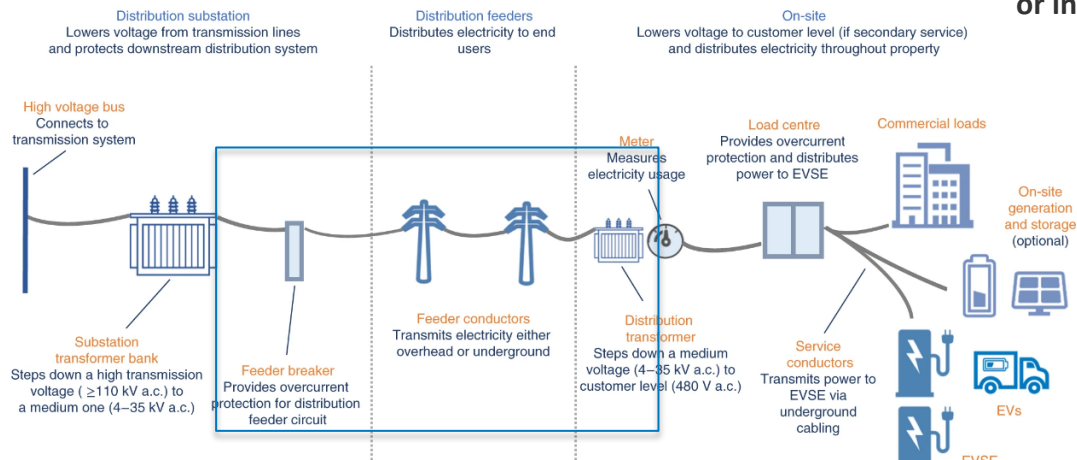 or in
Distribution substation
Lowers voltage from transmission lines
and protects downstream distribution system
Distribution feeders
Distributes electricity to end
users
On-site
Lowers voltage to customer level (if secondary service)
and distributes electricity throughout property
High voltage bus
Connects to
transmission system
Meter
Measures
electricity usage
Load centre
Provides overcurrent
protection and distributes
power to EVSE
Commercial loads
On-site
generation
and storage
(optional)
Substation
transformer bank
Steps down a high transmission
voltage ( ≥110 kV a.c.) to
a medium one (4–35 kV a.c.)
Feeder breaker
Provides overcurrent
protection for distribution
feeder circuit
Feeder conductors
Transmits electricity either
overhead or underground
Distribution
transformer
Steps down a medium
voltage (4–35 kV a.c.) to
customer level (480 V a.c.)
Service
conductors
Transmits power to
EVSE via
underground
cabling
EVs
EVSE